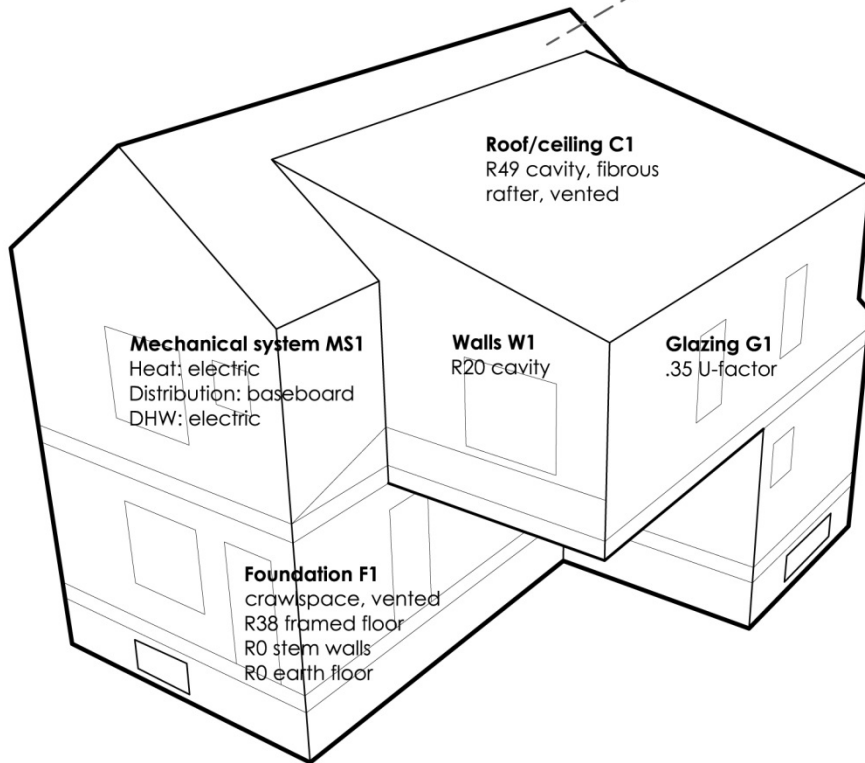 Roof/ceiling C1
R49 cavity, fibrous
rafter, vented
Mechanical system MS1
Heat: electric
Distribution: baseboard
DHW: electric
Walls W1
R20 cavity
Glazing G1
.35 U-factor
Foundation F1
crawlspace, vented
R38 framed floor
R0 stem walls
R0 earth floor